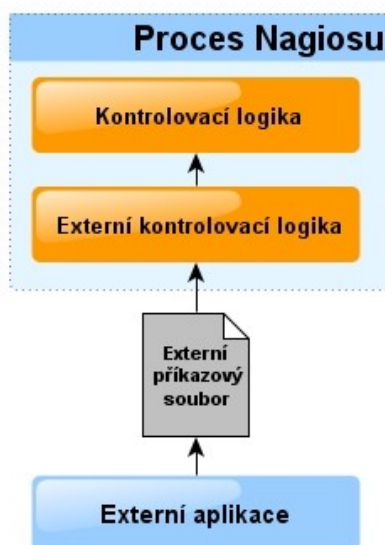 Proces Nagiosu
Kontrolovací logika
Externí kontrolovací logika
Externí
příkazový
soubor
Externí aplikace